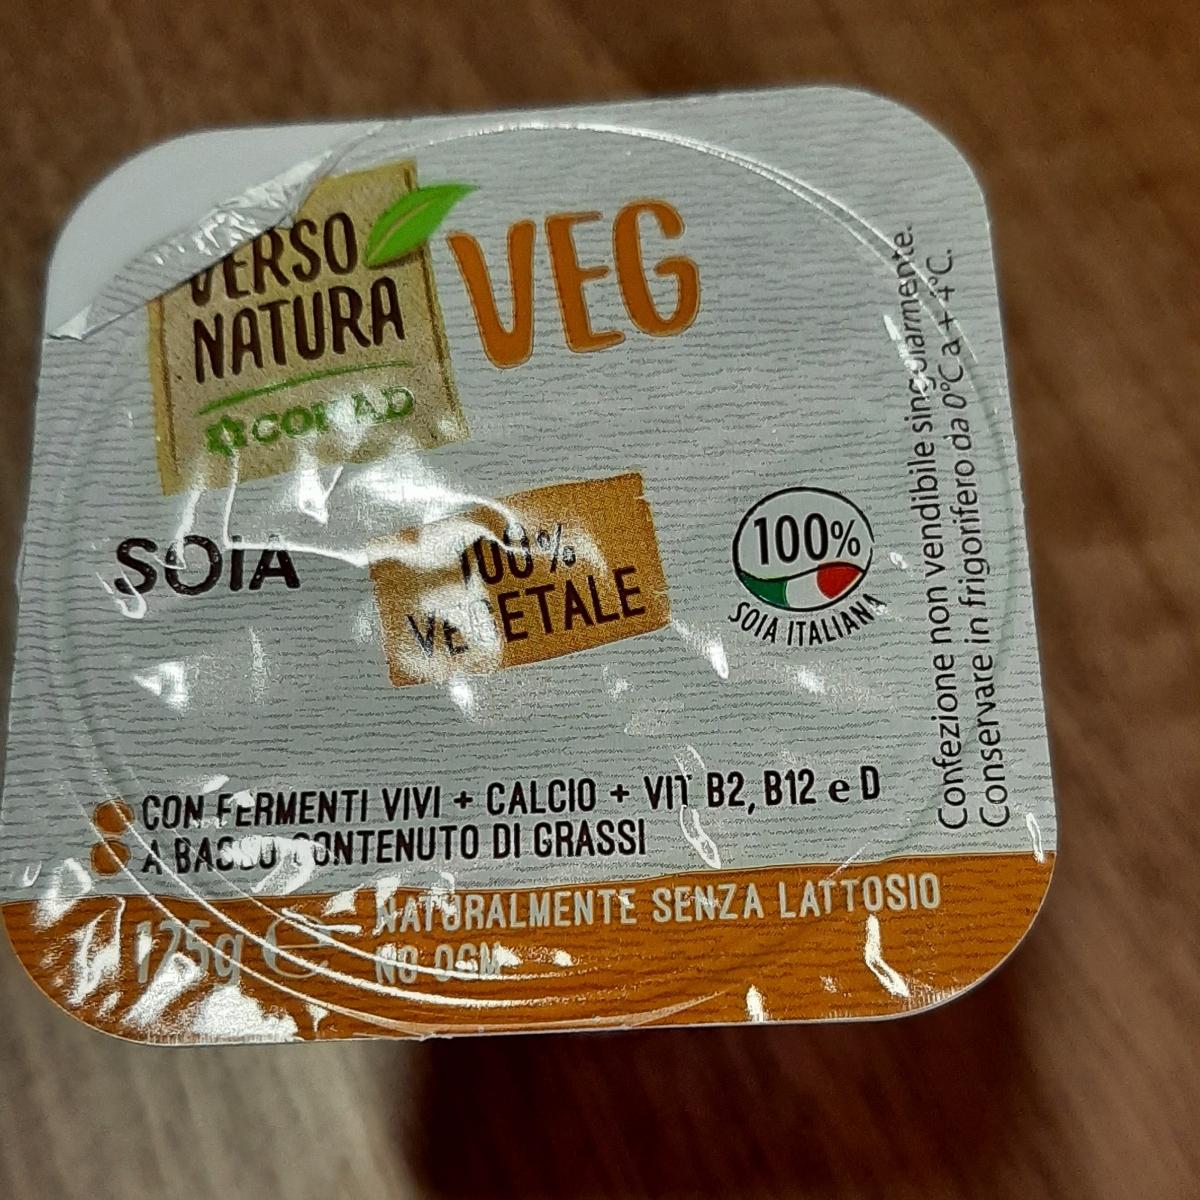 VERSO
NATURA
CONAD
VEG
SOIA
100%
VEGETALE
100%
SOIA ITALIANA
CON FERMENTI VIVI + CALCIO + VIT B2, B12 e D
A BASSO CONTENUTO DI GRASSI
125g e
NATURALMENTE SENZA LATTOSIO
NO OGM
Confezione non vendibile singolarmente.
Conservare in frigorifero da 0°C a + 4°C.